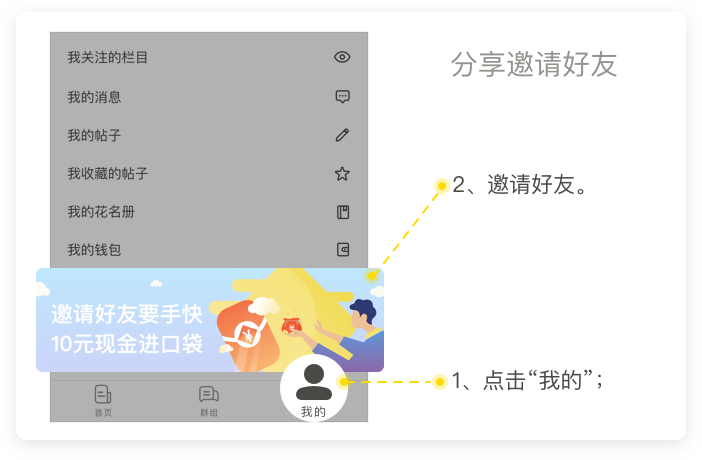 我关注的栏目
分享邀请好友
我的消息
我的帖子
我收藏的帖子
2、邀请好友。
我的花名册
我的钱包
邀请好友要手快
10元现金进口袋
1、点击“我的”；
首页
群组
我的